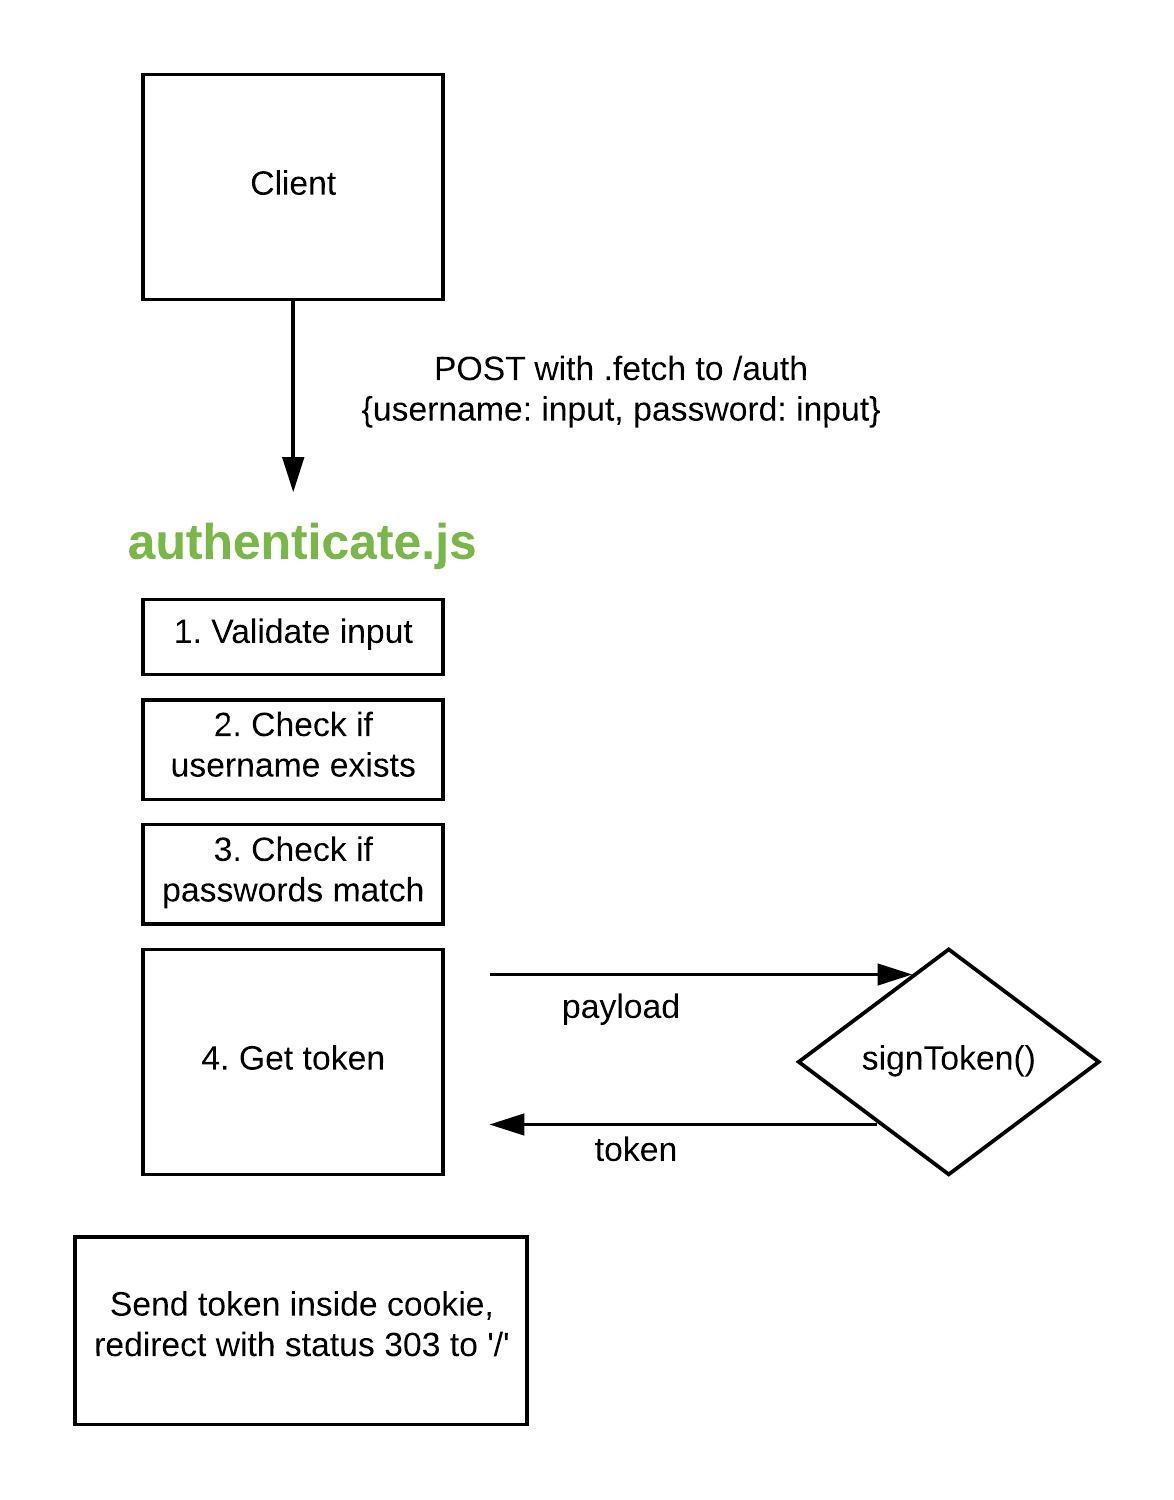 Client
POST with .fetch to /auth
{username: input, password: input}
authenticate.js
1. Validate input
2. Check if
username exists
3. Check if
passwords match
4. Get token
payload
signToken()
token
Send token inside cookie,
redirect with status 303 to '/'